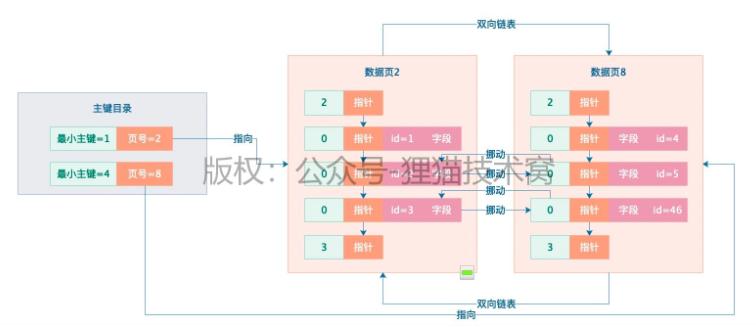 双向链表
数据页2
数据页8
主键目录
2 指针
2 指针
最小主键=1 页号=2
指向
0 指针 id=1 字段
0 指针 字段 id=4
挪动
最小主键=4 页号=8
版权：公众号-狸猫技术窝
0 指针
挪动
0 指针 字段 id=5
挪动
0 指针 id=3 字段
挪动
0 指针 字段 id=46
3 指针
3 指针
双向链表
指向